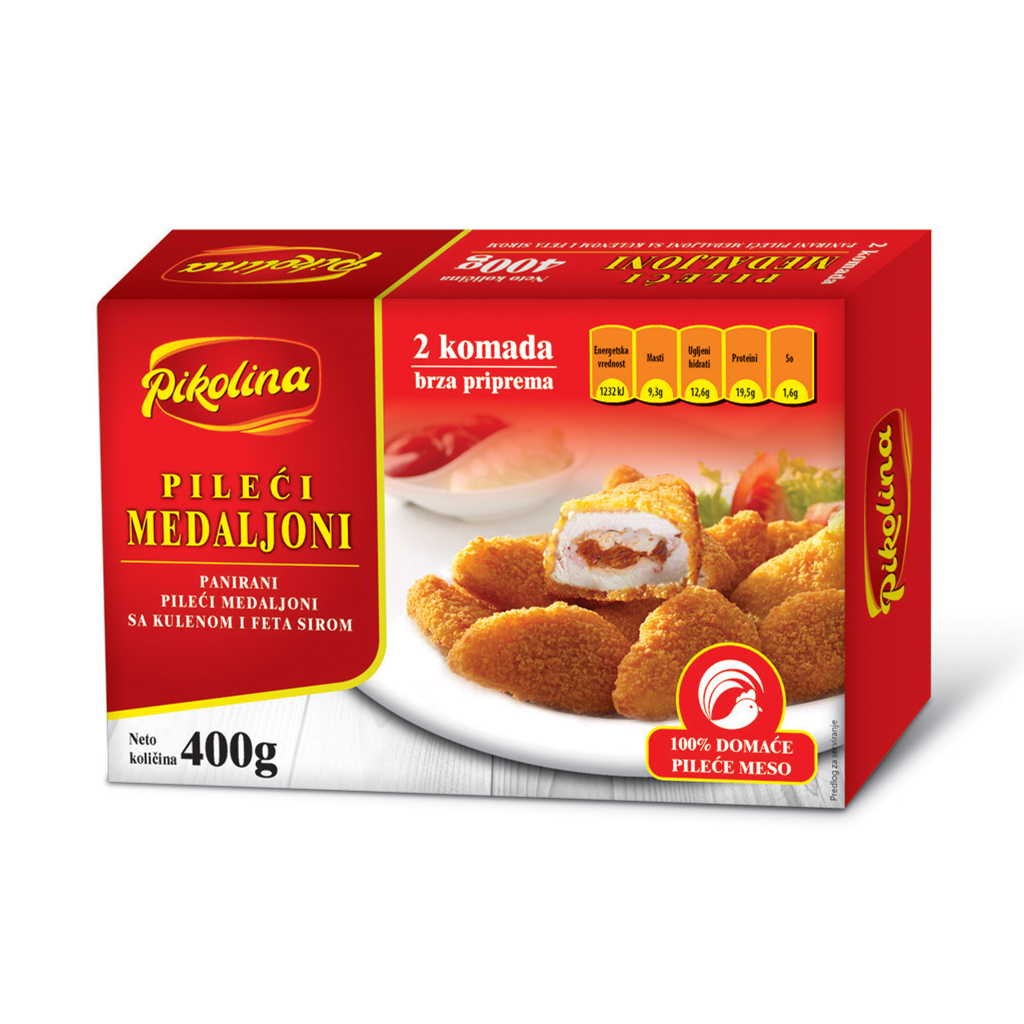 Pikolina
2 komada
PANIRANI PILEĆI MEDALJONI SA KULENOM I FETA SIROM
PILEĆI
MEDALJONI
Neto količina
400g
Pikolina
PILEĆI
MEDALJONI
PANIRANI
PILEĆI MEDALJONI
SA KULENOM I FETA SIROM
Neto
količina 400g
2 komada
brza priprema
Energetska
vrednost
1232 kJ
Masti
9,3g
Ugljeni
hidrati
12,6g
Proteini
19,5g
So
1,6g
100% DOMAĆE
PILEĆE MESO
Predlog za serviranje
Pikolina